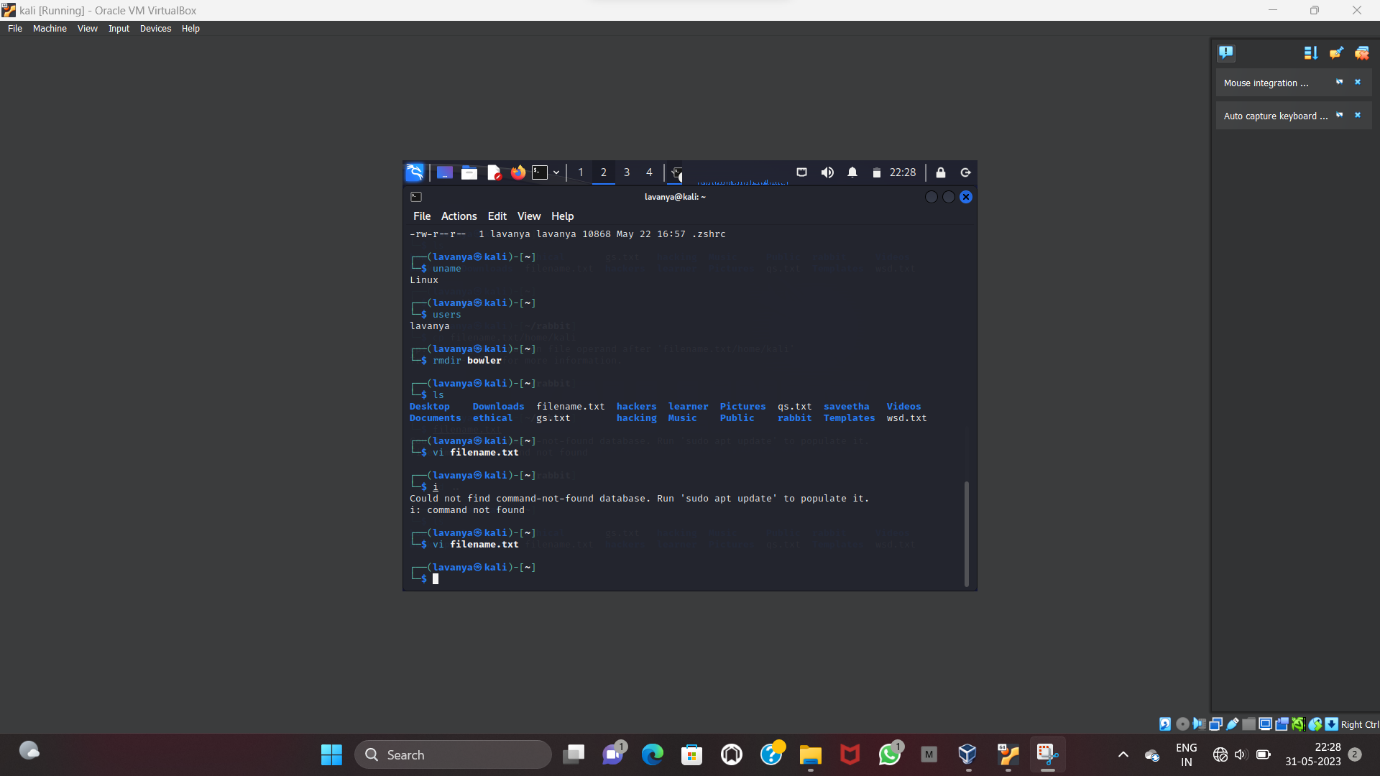 kali [Running] - Oracle VM VirtualBox
File Machine View Input Devices Help
Mouse integration ...
Auto capture keyboard ...
1 2 3 4 22:28
lavanya@kali: ~
File Actions Edit View Help
-rw-r--r-- 1 lavanya lavanya 10868 May 22 16:57 .zshrc
┌──(lavanya㉿kali)-[~]
└─$ uname
Linux
┌──(lavanya㉿kali)-[~]
└─$ users
lavanya
┌──(lavanya㉿kali)-[~]
└─$ rmdir bowler
┌──(lavanya㉿kali)-[~]
└─$ ls
Desktop Downloads filename.txt hackers learner Pictures qs.txt saveetha Videos
Documents ethical gs.txt hacking Music Public rabbit Templates wsd.txt
┌──(lavanya㉿kali)-[~]
└─$ vi filename.txt
┌──(lavanya㉿kali)-[~]
└─$ i
Could not find command-not-found database. Run 'sudo apt update' to populate it.
i: command not found
┌──(lavanya㉿kali)-[~]
└─$ vi filename.txt
┌──(lavanya㉿kali)-[~]
└─$
Right Ctrl
Search
1
1
M
ENG
IN
22:28
31-05-2023
2